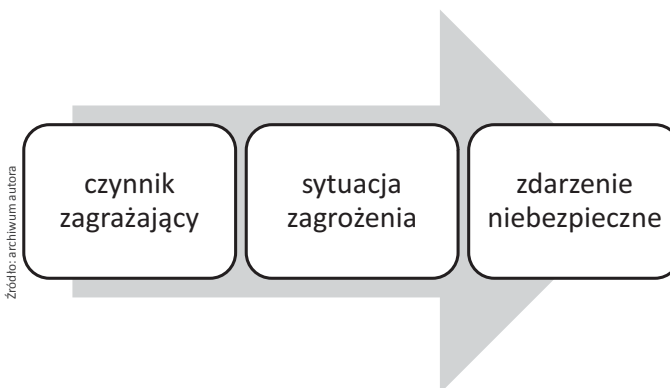 czynnik
zagrażający
sytuacja
zagrożenia
zdarzenie
niebezpieczne
Źródło: archiwum autora